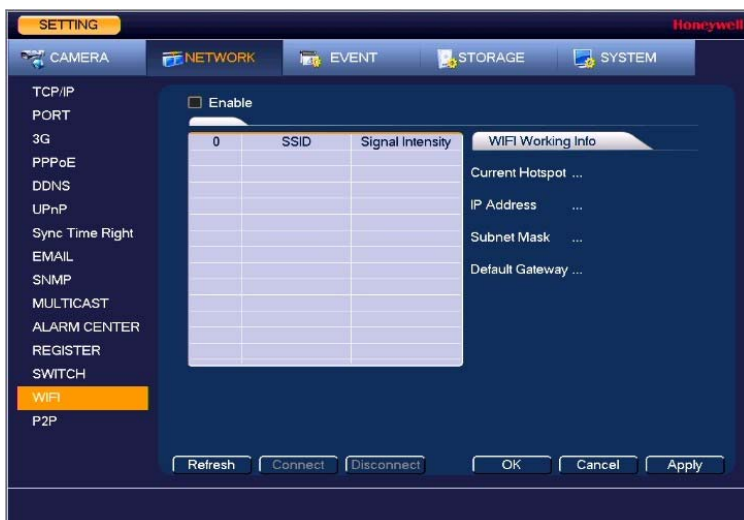 SETTING
Honeywell
CAMERA
NETWORK
EVENT
STORAGE
SYSTEM
TCP/IP
PORT
3G
PPPoE
DDNS
UPnP
Sync Time Right
EMAIL
SNMP
MULTICAST
ALARM CENTER
REGISTER
SWITCH
WIFI
P2P
Enable
0 SSID Signal Intensity
WIFI Working Info
Current Hotspot ...
IP Address ...
Subnet Mask ...
Default Gateway ...
Refresh Connect Disconnect OK Cancel Apply